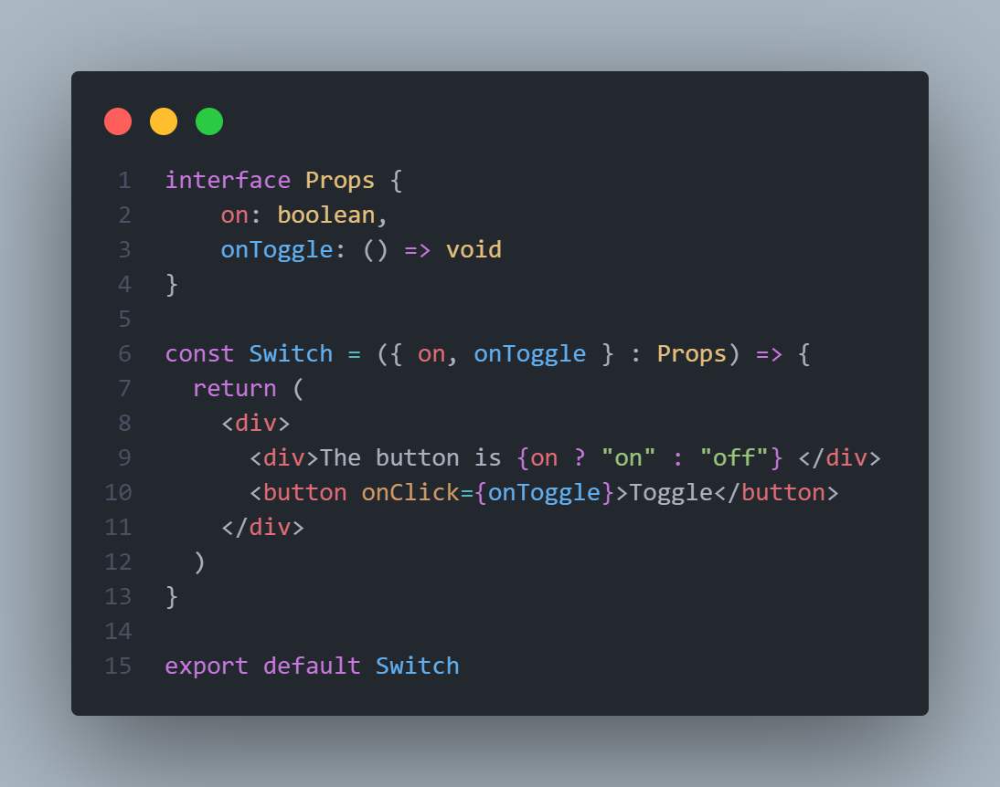 1 interface Props {
2     on: boolean,
3     onToggle: () => void
4 }
5
6 const Switch = ({ on, onToggle } : Props) => {
7   return (
8     <div>
9       <div>The button is {on ? "on" : "off"} </div>
10       <button onClick={onToggle}>Toggle</button>
11     </div>
12   )
13 }
14
15 export default Switch